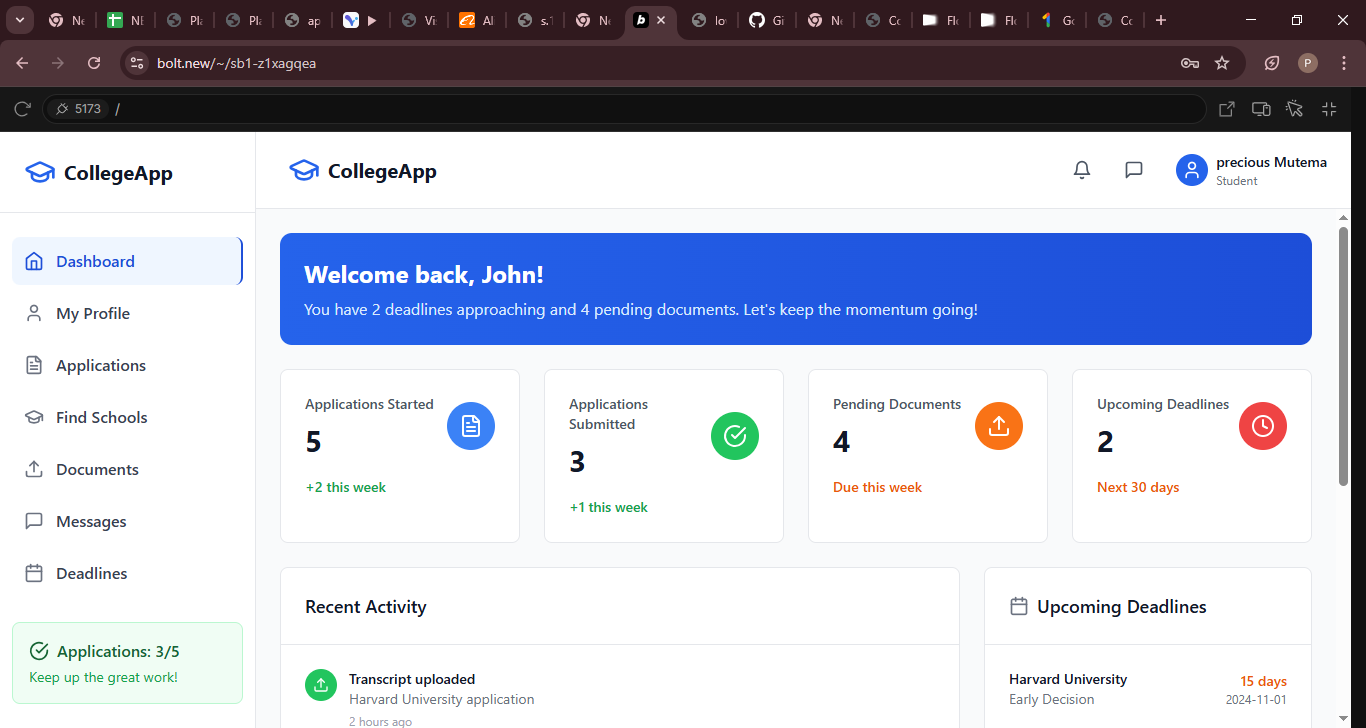 Ne
NE
Pla
Pla
ap
Vis
Al
s.1
Ne
b
lov
Gi
Ne
Co
Flo
Flo
Go
Co
bolt.new/~/sb1-z1xagqea
P
5173 /
CollegeApp
CollegeApp
precious Mutema
Student
Dashboard
My Profile
Applications
Find Schools
Documents
Messages
Deadlines
Applications: 3/5
Keep up the great work!
Welcome back, John!
You have 2 deadlines approaching and 4 pending documents. Let's keep the momentum going!
Applications Started
5
+2 this week
Applications
Submitted
3
+1 this week
Pending Documents
4
Due this week
Upcoming Deadlines
2
Next 30 days
Recent Activity
Transcript uploaded
Harvard University application
2 hours ago
Upcoming Deadlines
Harvard University
15 days
Early Decision
2024-11-01